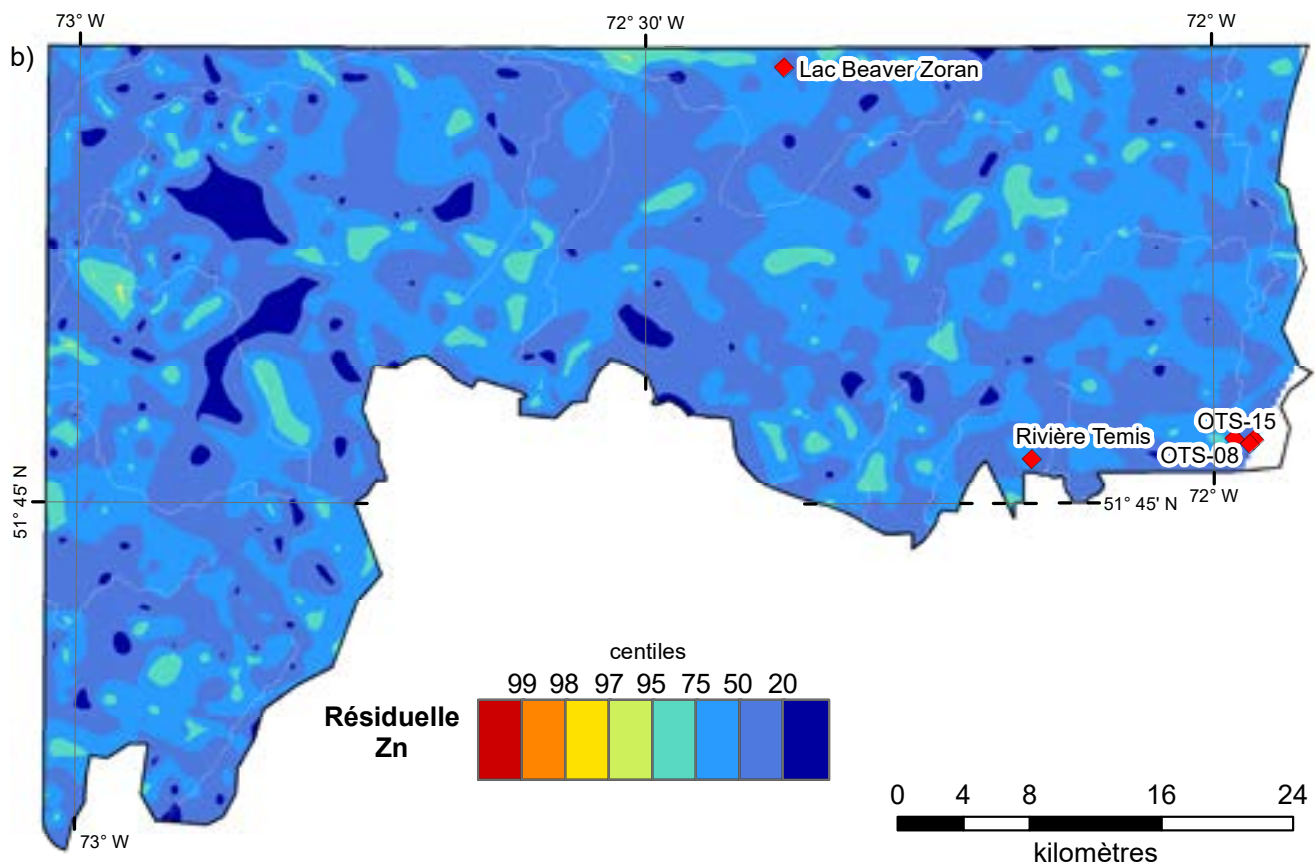 73° W
72° 30' W
72° W
b)
Lac Beaver Zoran
OTS-15
Rivière Temis
OTS-08
72° W
51° 45' N
51° 45' N
centiles
99 98 97 95 75 50 20
Résiduelle
Zn
0 4 8 16 24
kilomètres
73° W